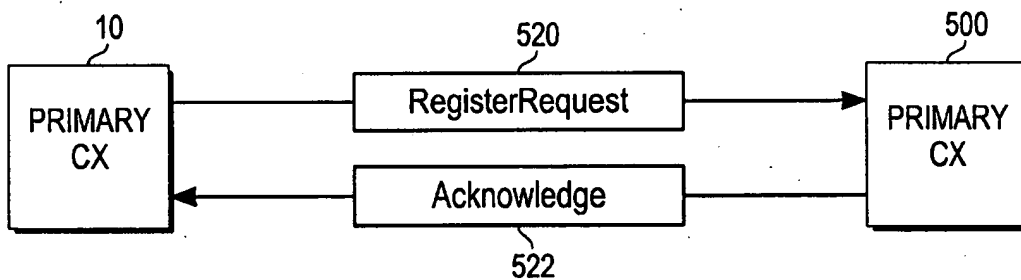 10
520
500
PRIMARY
CX
RegisterRequest
PRIMARY
CX
Acknowledge
522